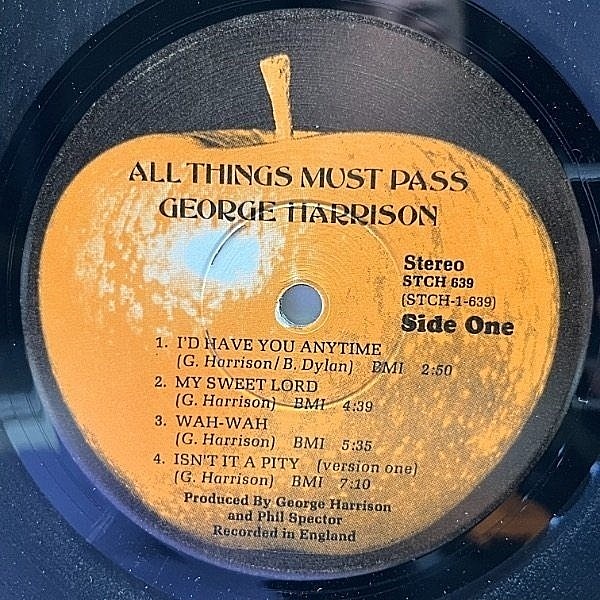 ALL THINGS MUST PASS
GEORGE HARRISON
Stereo
STCH 639
(STCH-1-639)
Side One
1. I'D HAVE YOU ANYTIME
(G. Harrison/B. Dylan) BMI 2:50
2. MY SWEET LORD
(G. Harrison) BMI 4:39
3. WAH-WAH
(G. Harrison) BMI 5:35
4. ISN'T IT A PITY (version one)
(G. Harrison) BMI 7:10
Produced By George Harrison
and Phil Spector
Recorded in England